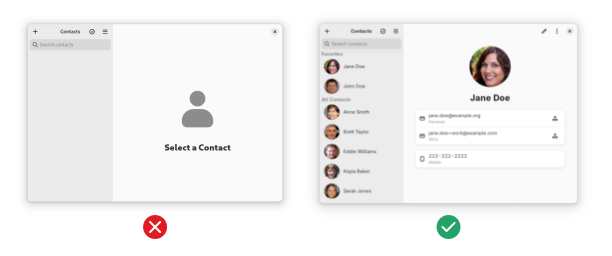 Contacts
Search contacts
Select a Contact
Contacts
Search contacts
Favorites
Jane Doe
John Doe
All Contacts
Anne Smith
Brett Taylor
Eddie Williams
Kayla Baker
Sarah Jones
Jane Doe
jane.doe@example.org
Personal
jane.doe+work@example.com
Work
222-222-2222
Mobile